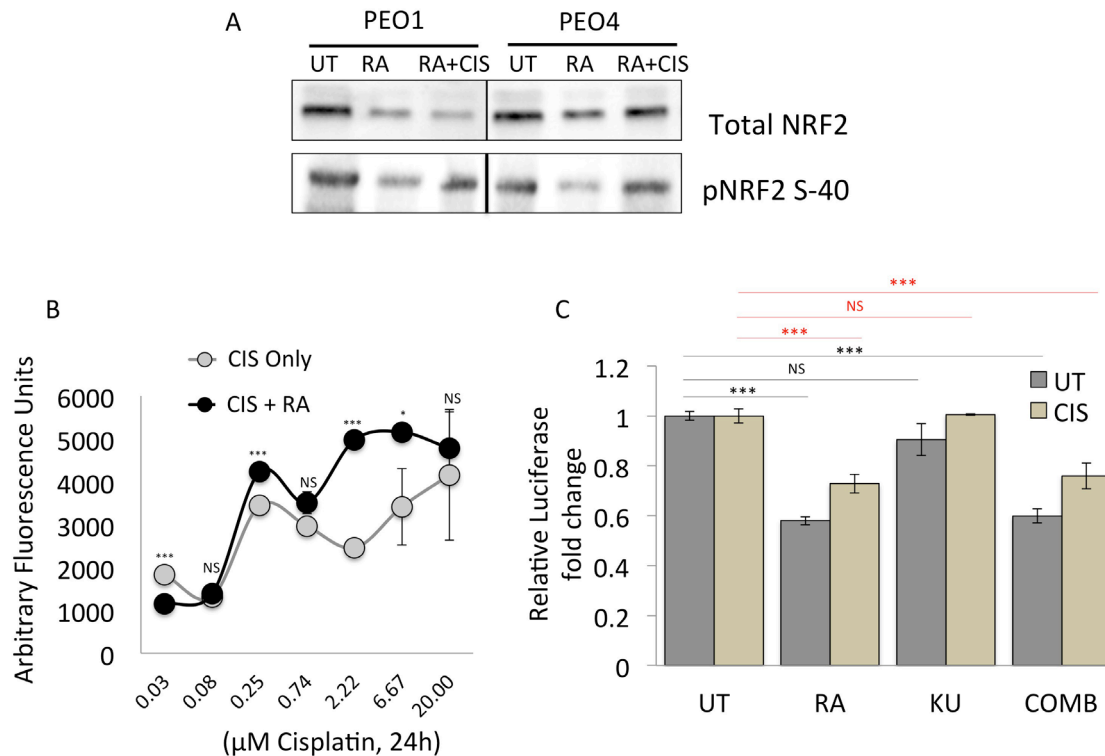 A
PEO1 PEO4
UT RA RA+CIS UT RA RA+CIS
Total NRF2
pNRF2 S-40
B
CIS Only
CIS + RA
Arbitrary Fluorescence Units
6000
5000
4000
3000
2000
1000
0
*** NS *** NS *** * NS
0.03 0.08 0.25 0.74 2.22 6.67 20.00
(µM Cisplatin, 24h)
C
***
NS
***
***
NS
***
UT
CIS
Relative Luciferase
fold change
1.2
1
0.8
0.6
0.4
0.2
0
UT RA KU COMB